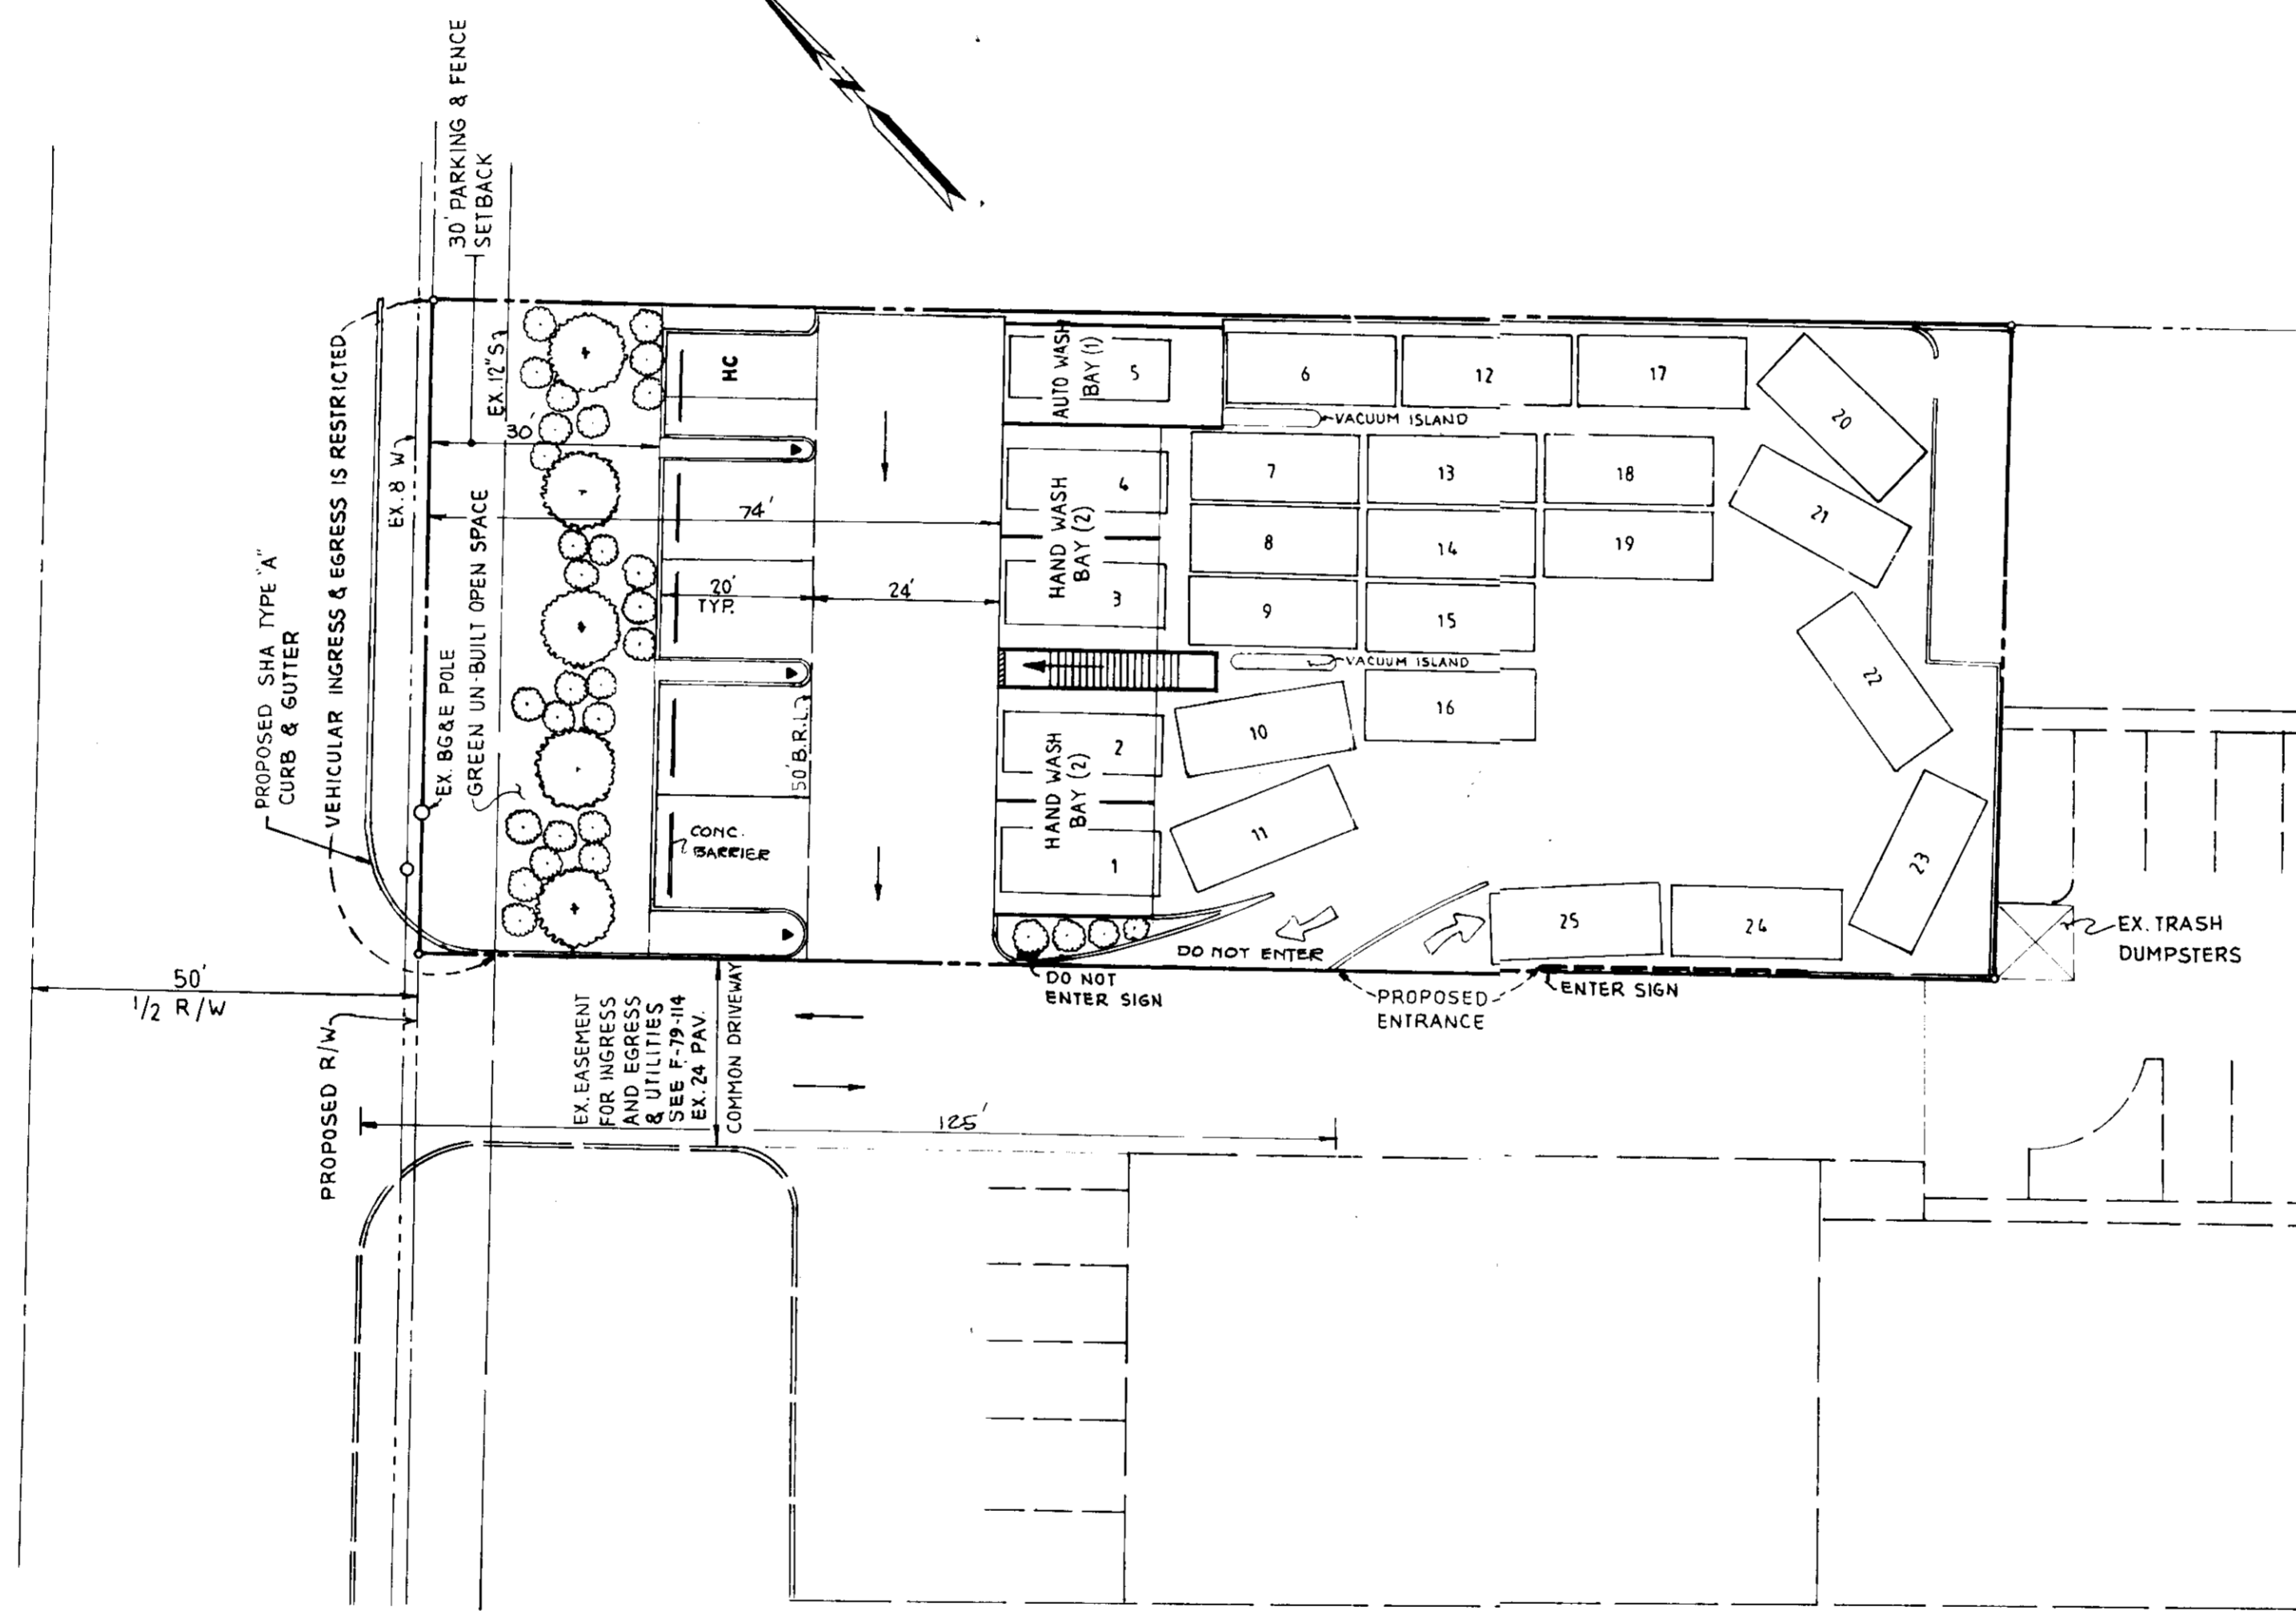 30' PARKING & FENCE
SETBACK
EX. 12" S
30'
EX. 8 W
VEHICULAR INGRESS & EGRESS IS RESTRICTED
PROPOSED SHA TYPE "A"
CURB & GUTTER
EX. BG&E POLE
GREEN UN-BUILT OPEN SPACE
HC
74'
20'
TYP.
24'
50' B.R.L.
CONC.
BARRIER
AUTO WASH
BAY (1)
5
HAND WASH
BAY (2)
4
3
HAND WASH
BAY (2)
2
1
6
12
17
20
VACUUM ISLAND
7
13
18
21
8
14
19
9
15
VACUUM ISLAND
22
10
16
11
23
25
24
DO NOT ENTER
DO NOT
ENTER SIGN
PROPOSED
ENTRANCE
ENTER SIGN
EX. TRASH
DUMPSTERS
50'
1/2 R/W
PROPOSED R/W
EX. EASEMENT
FOR INGRESS
AND EGRESS
& UTILITIES
SEE F-79-114
EX. 24' PAV.
COMMON DRIVEWAY
125'